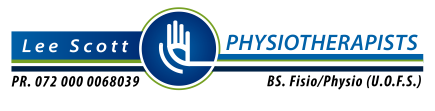 Lee Scott PHYSIOTHERAPISTS
PR. 072 000 0068039 BS. Fisio/Physio (U.O.F.S.)